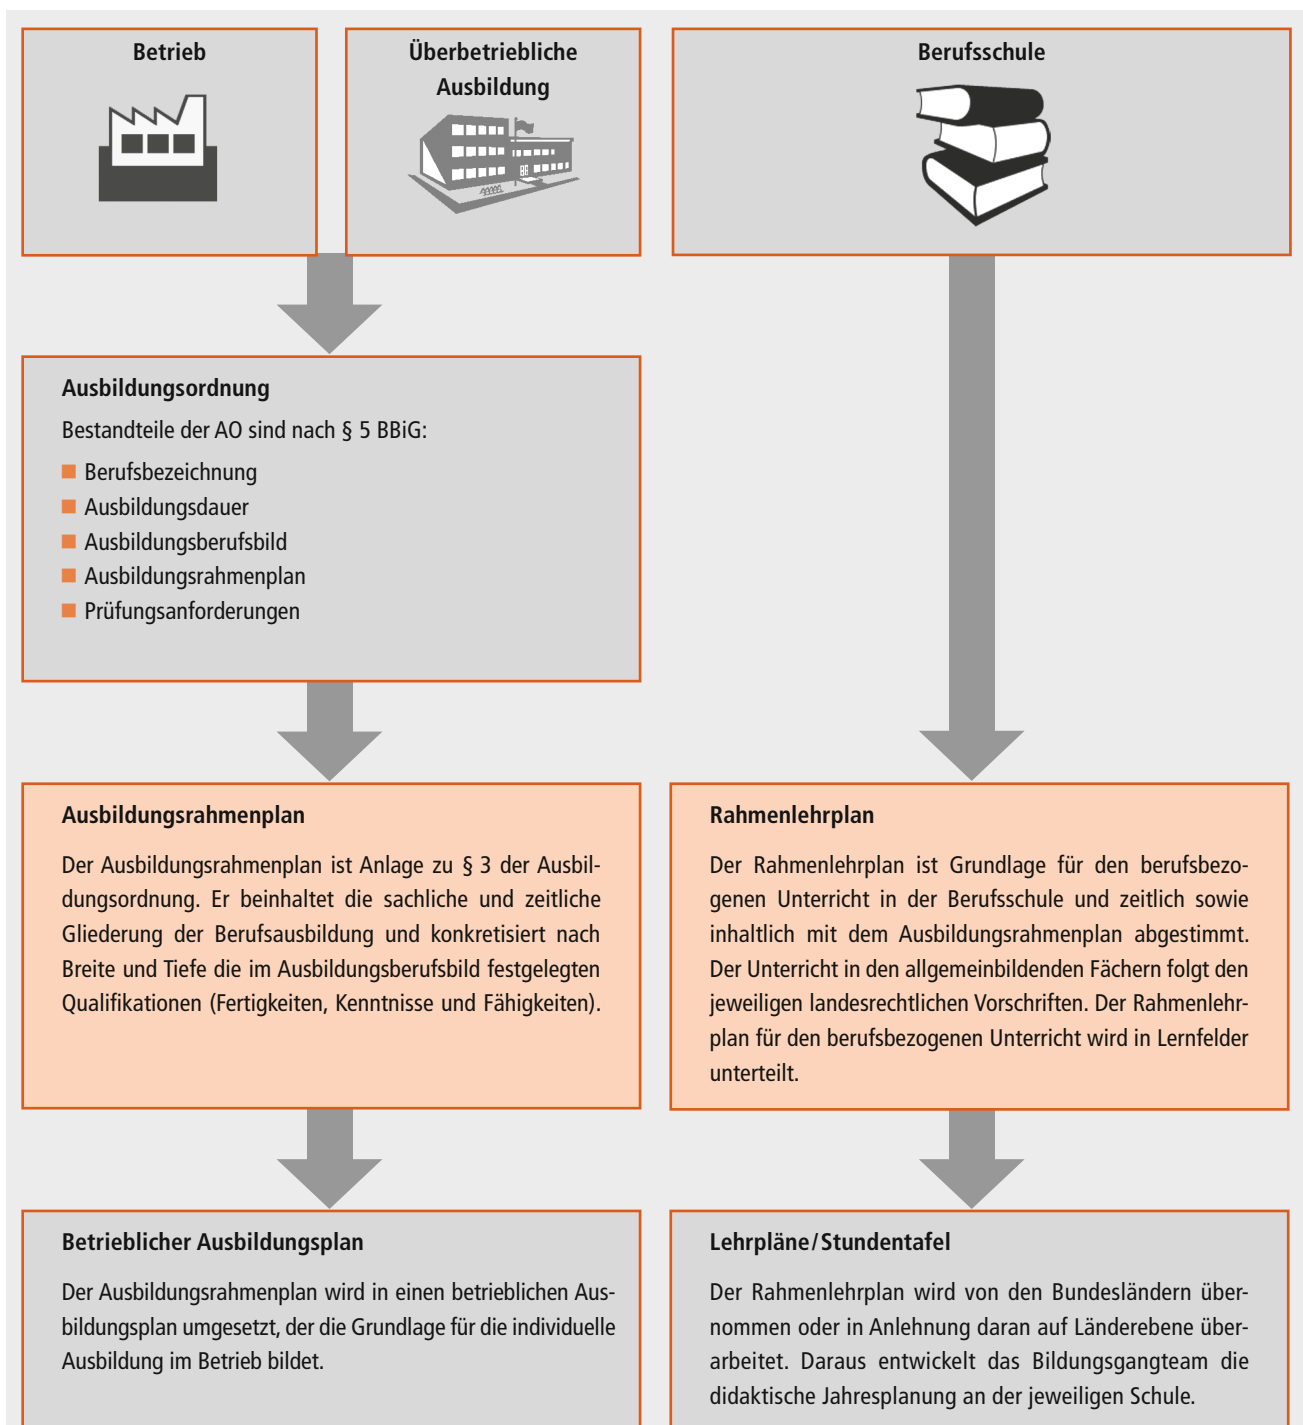 Betrieb
Überbetriebliche
Ausbildung
Berufsschule
Ausbildungsordnung
Bestandteile der AO sind nach § 5 BBiG:
Berufsbezeichnung
Ausbildungsdauer
Ausbildungsberufsbild
Ausbildungsrahmenplan
Prüfungsanforderungen
Ausbildungsrahmenplan
Der Ausbildungsrahmenplan ist Anlage zu § 3 der Ausbil-
dungsordnung. Er beinhaltet die sachliche und zeitliche
Gliederung der Berufsausbildung und konkretisiert nach
Breite und Tiefe die im Ausbildungsberufsbild festgelegten
Qualifikationen (Fertigkeiten, Kenntnisse und Fähigkeiten).
Rahmenlehrplan
Der Rahmenlehrplan ist Grundlage für den berufsbezo-
genen Unterricht in der Berufsschule und zeitlich sowie
inhaltlich mit dem Ausbildungsrahmenplan abgestimmt.
Der Unterricht in den allgemeinbildenden Fächern folgt den
jeweiligen landesrechtlichen Vorschriften. Der Rahmenlehr-
plan für den berufsbezogenen Unterricht wird in Lernfelder
unterteilt.
Betrieblicher Ausbildungsplan
Der Ausbildungsrahmenplan wird in einen betrieblichen Aus-
bildungsplan umgesetzt, der die Grundlage für die individuelle
Ausbildung im Betrieb bildet.
Lehrpläne/Stundentafel
Der Rahmenlehrplan wird von den Bundesländern über-
nommen oder in Anlehnung daran auf Länderebene über-
arbeitet. Daraus entwickelt das Bildungsgangteam die
didaktische Jahresplanung an der jeweiligen Schule.